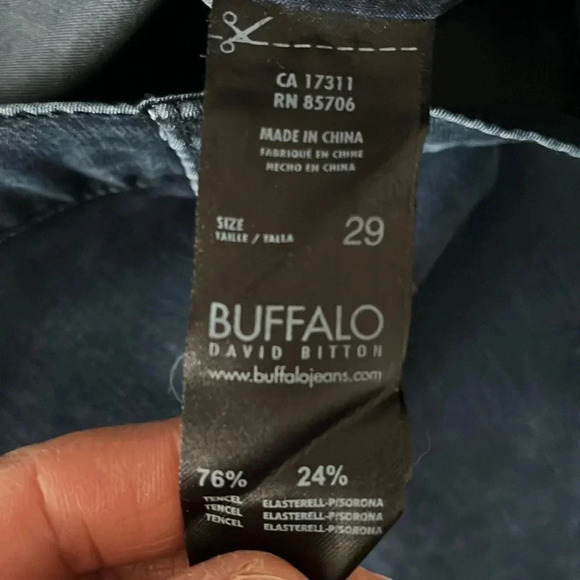 CA 17311
RN 85706
MADE IN CHINA
FABRIQUÉ EN CHINE
HECHO EN CHINA
SIZE 29
TAILLE / TALLA
BUFFALO
DAVID BITTON
www.buffalojeans.com
76% 24%
TENCEL ELASTERELL-P/SORONA
TENCEL ELASTERELL-P/SORONA
TENCEL ELASTERELL-P/SORONA